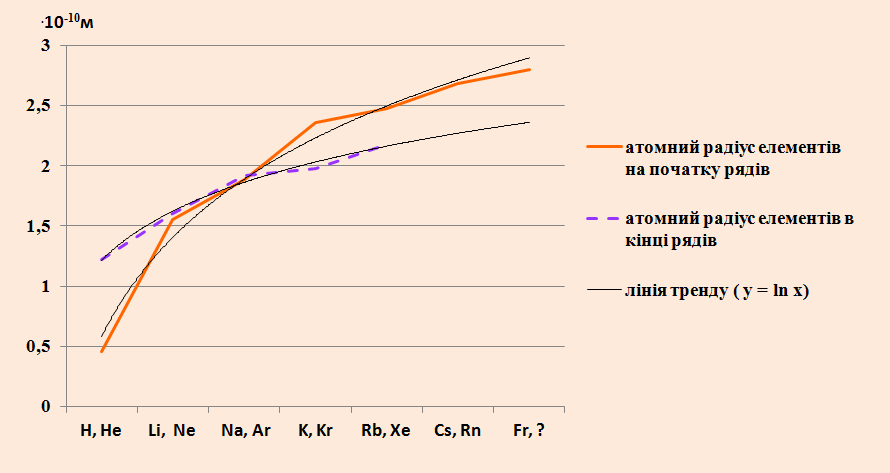 ·10⁻¹⁰м
3
2,5
2
1,5
1
0,5
0
H, He Li, Ne Na, Ar K, Kr Rb, Xe Cs, Rn Fr, ?
атомний радіус елементів
на початку рядів
атомний радіус елементів в
кінці рядів
лінія тренду ( y = ln x)